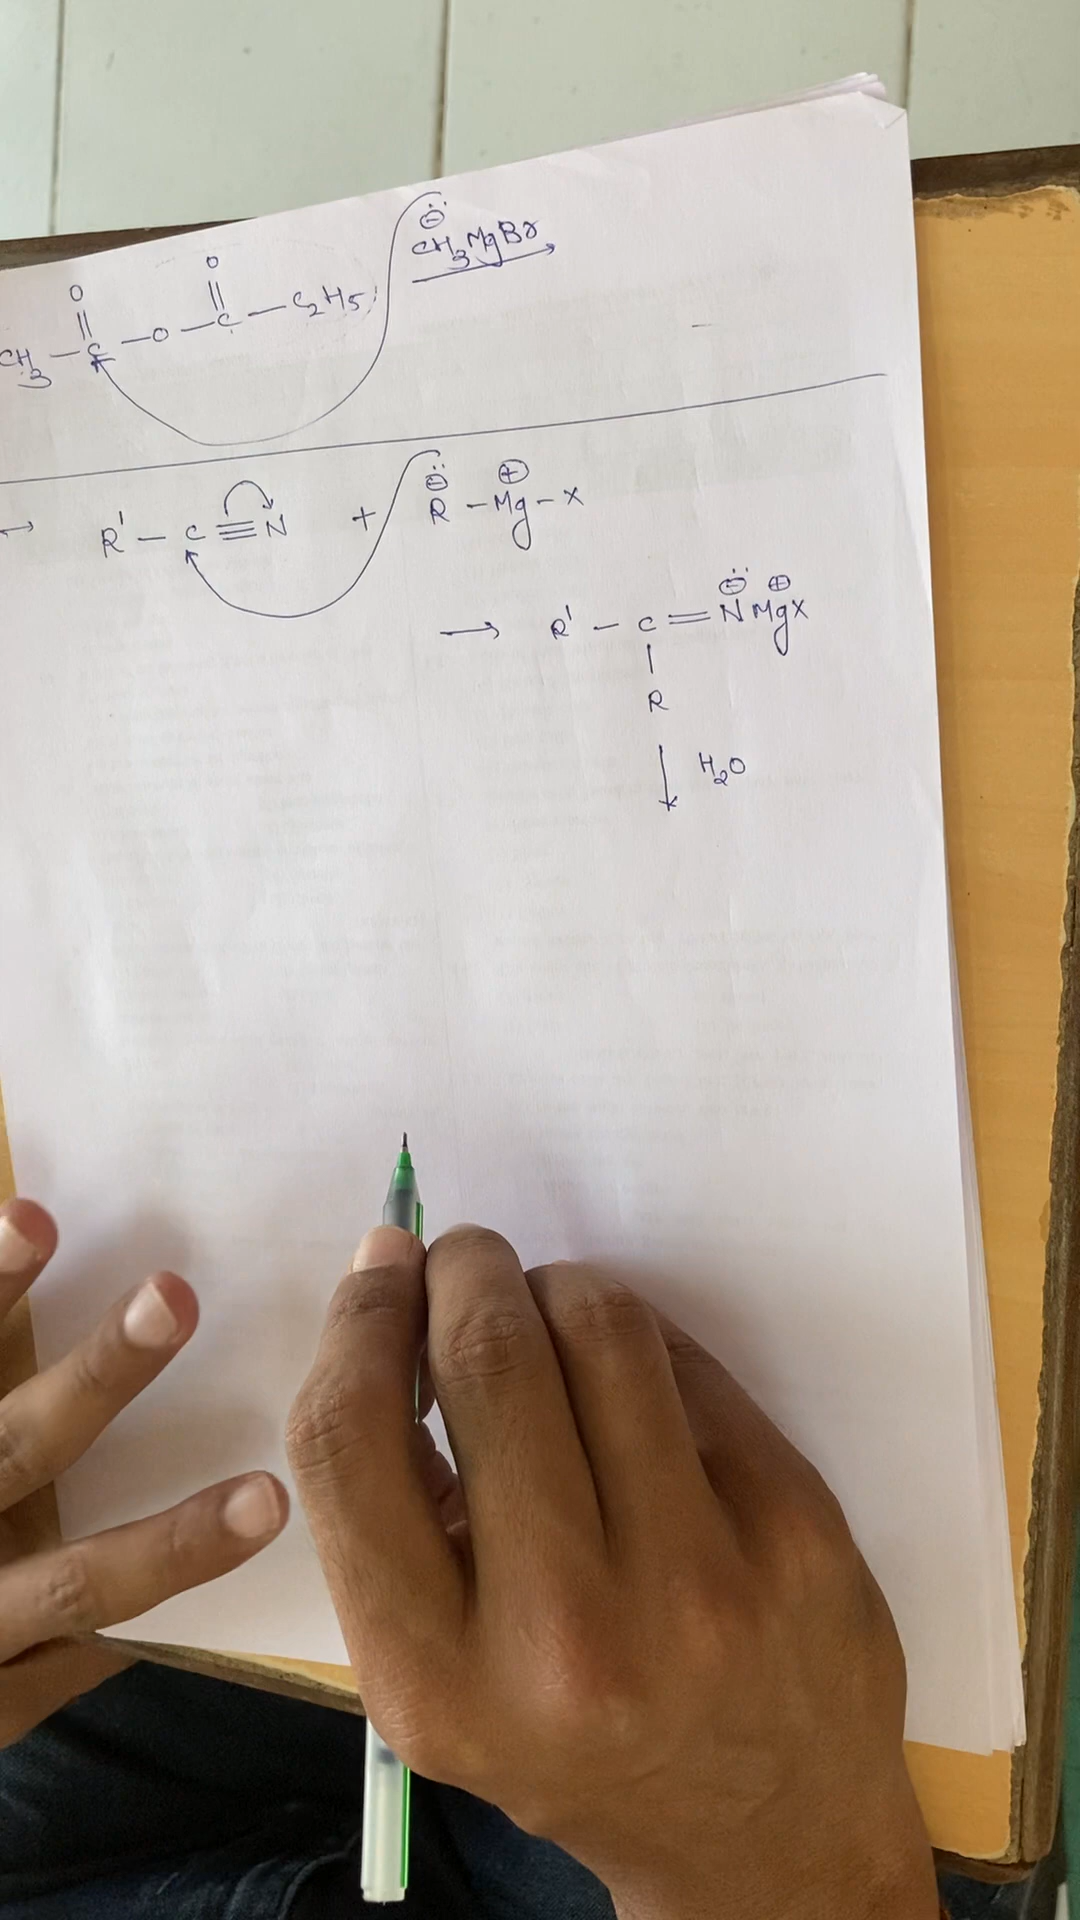 ⊖
CH₃MgBr
O O
CH₃ — C — O — C — C₂H₅
R' — C ≡ N + R — Mg — X
⊖ ⊕
→ R' — C = N MgX
⊖ ⊕
R
↓ H₂O